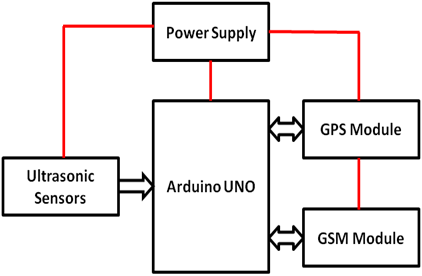 Power Supply
GPS Module
Ultrasonic
Sensors
Arduino UNO
GSM Module